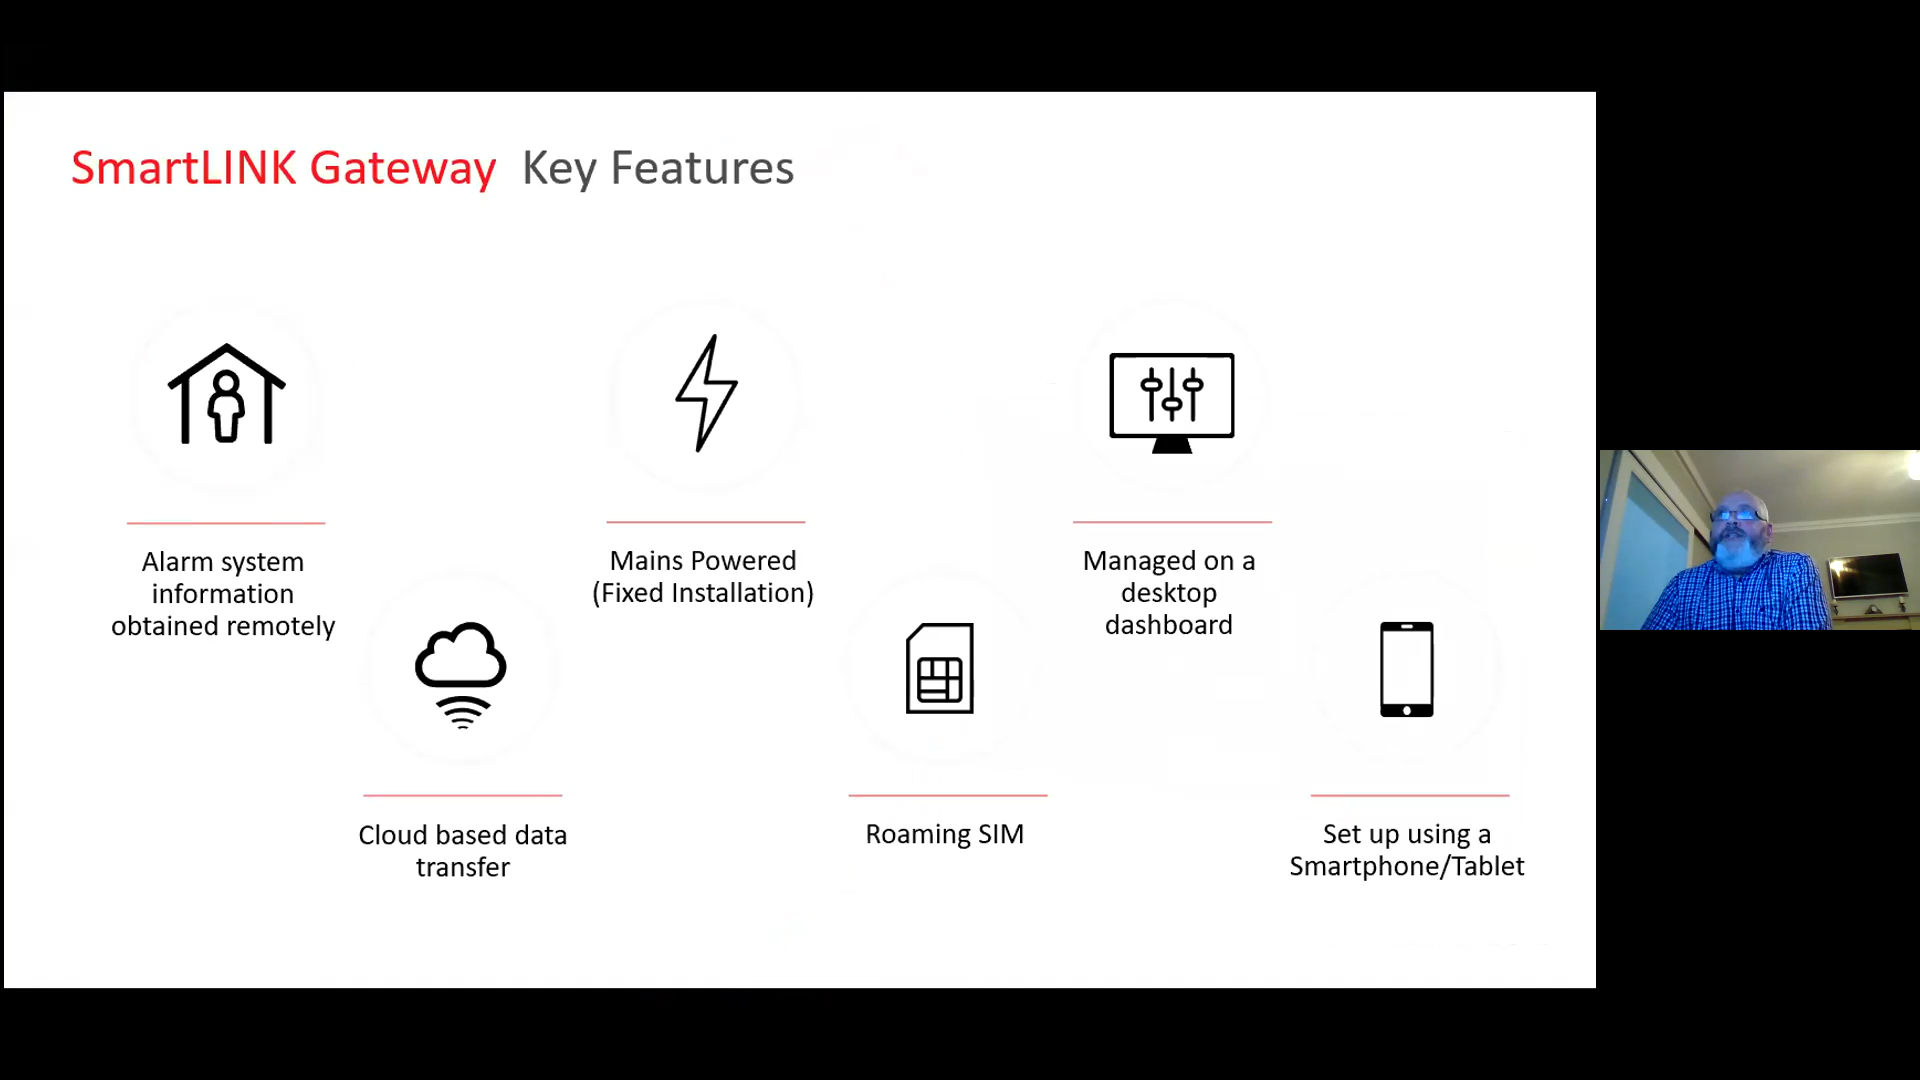 SmartLINK Gateway Key Features
Alarm system
information
obtained remotely
Mains Powered
(Fixed Installation)
Managed on a
desktop
dashboard
Cloud based data
transfer
Roaming SIM
Set up using a
Smartphone/Tablet